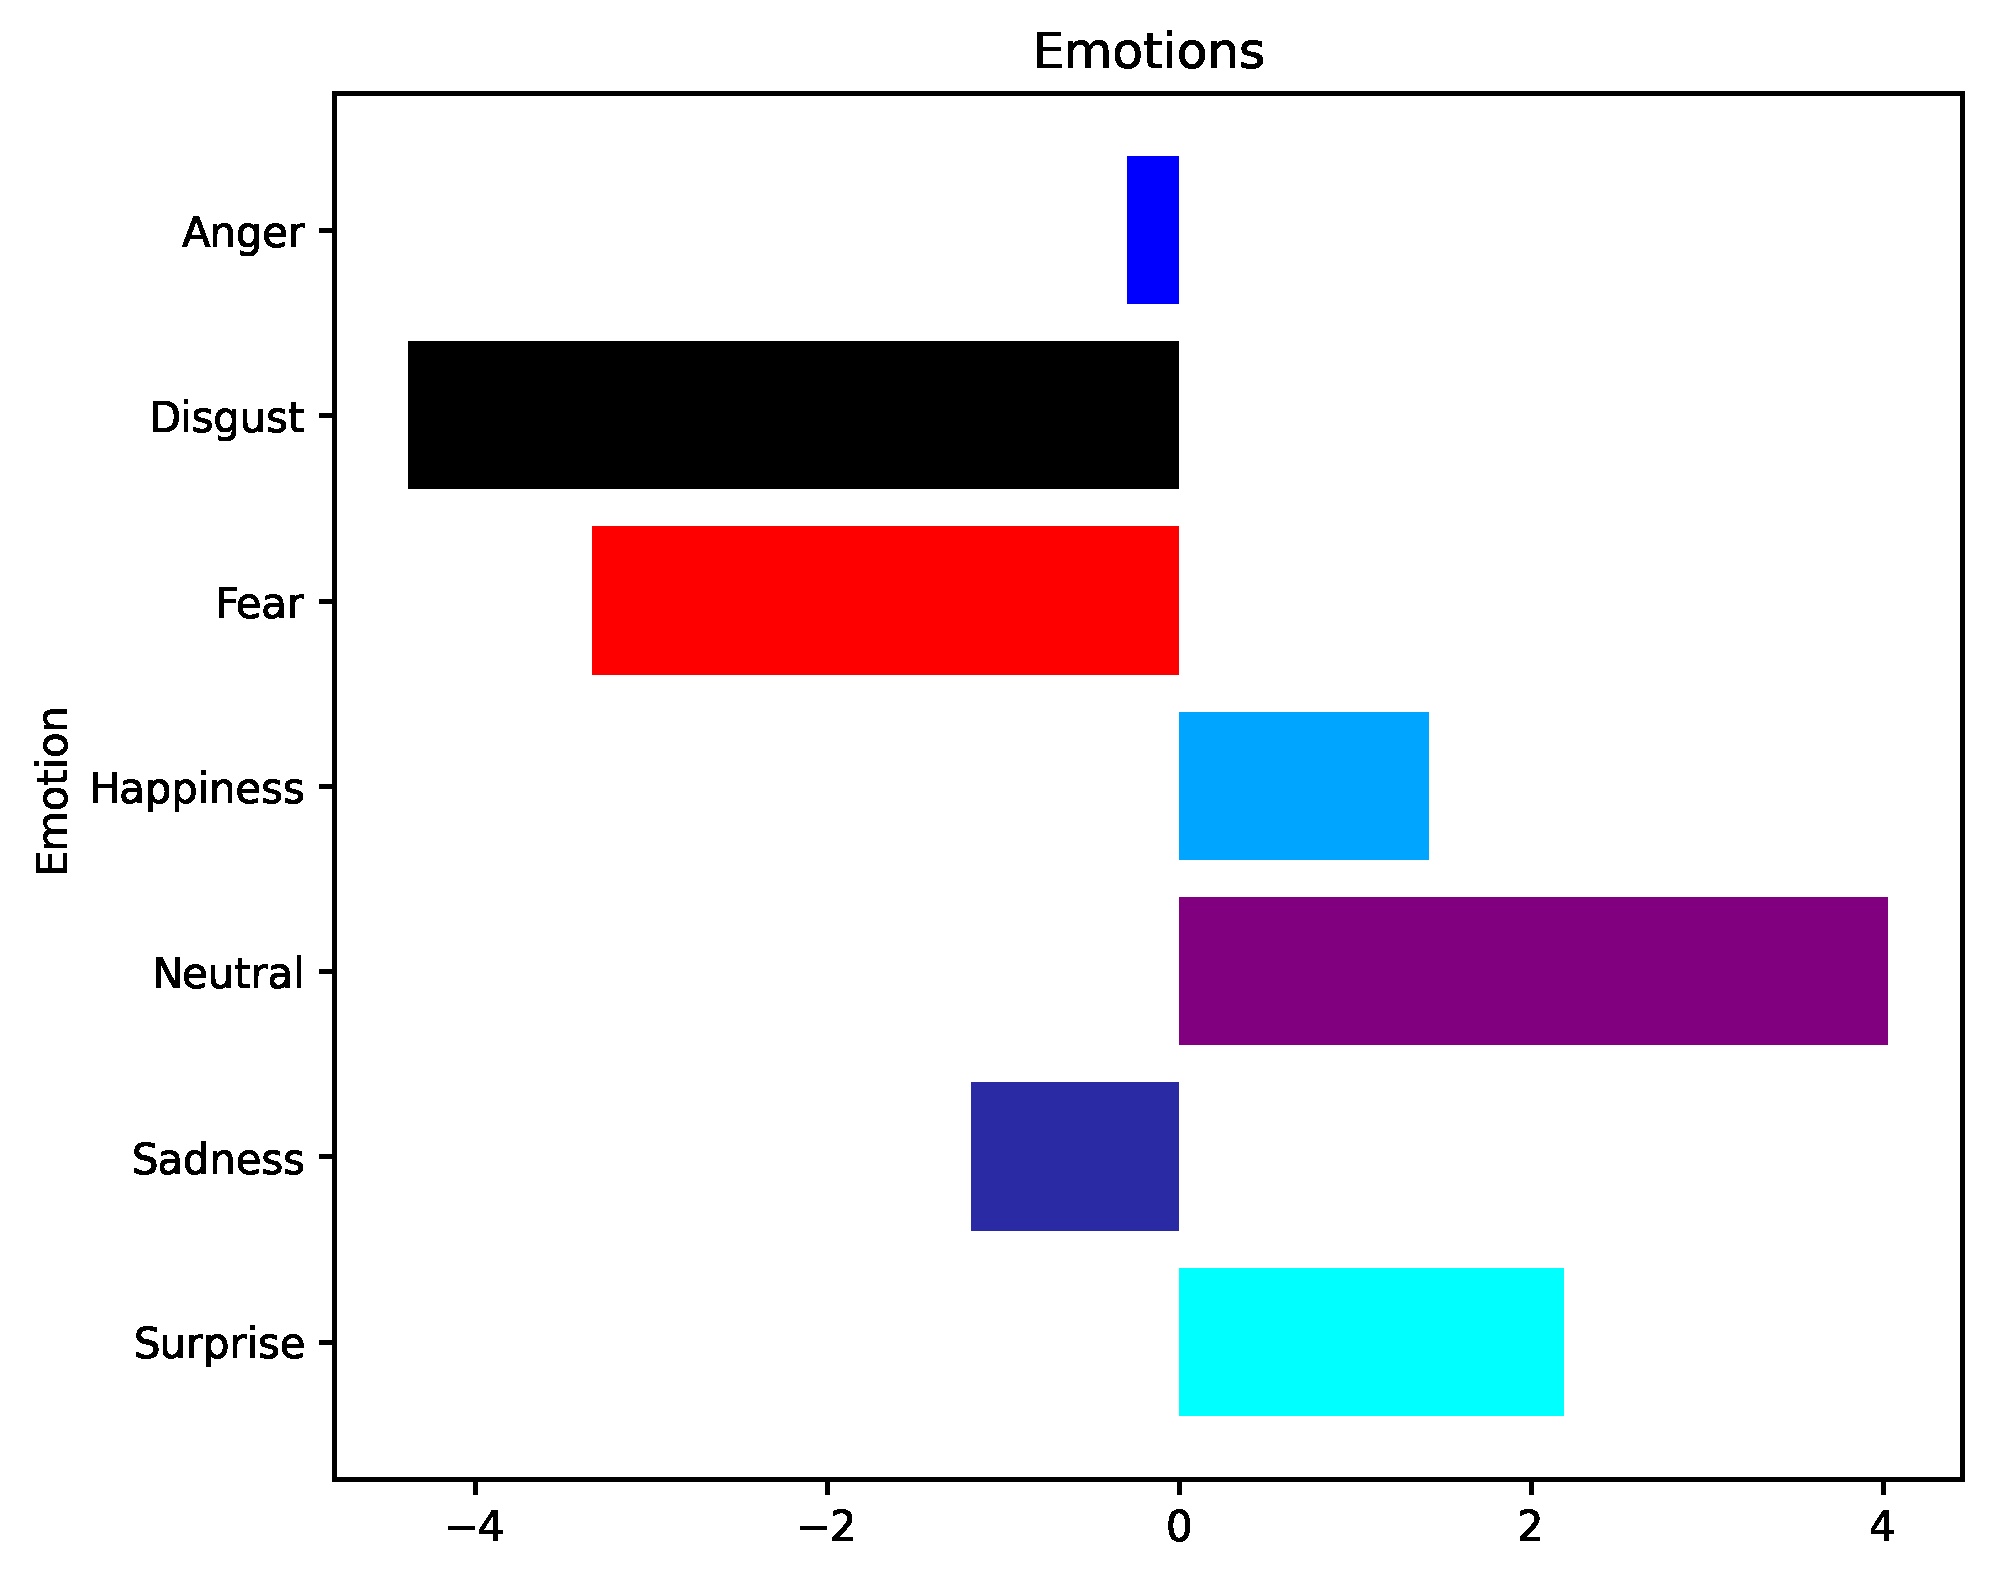 Emotions
Emotion
Anger
Disgust
Fear
Happiness
Neutral
Sadness
Surprise
−4 −2 0 2 4